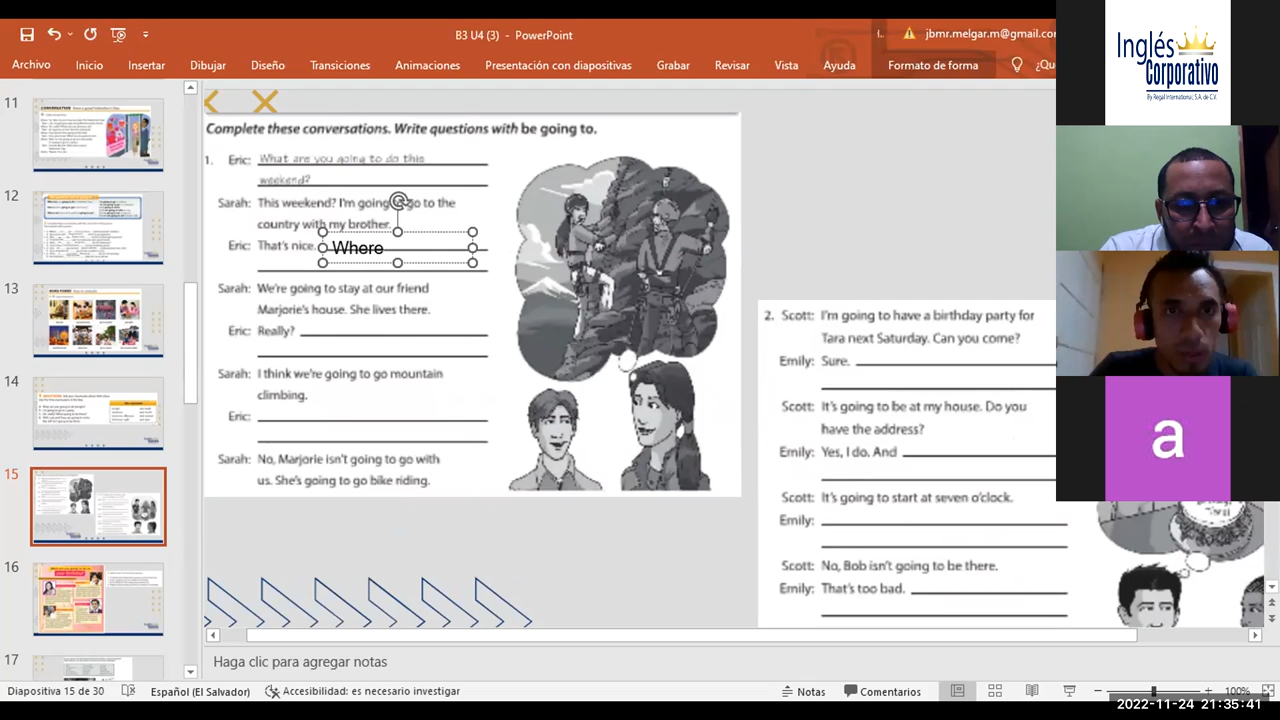 B3 U4 (3) - PowerPoint
jbmr.melgar.m@gmail.com
Archivo Inicio Insertar Dibujar Diseño Transiciones Animaciones Presentación con diapositivas Grabar Revisar Vista Ayuda Formato de forma
11
12
13
14
15
16
17
Complete these conversations. Write questions with be going to.
1. Eric: What are you going to do this
weekend?
Sarah: This weekend? I'm going go to the
country with my brother.
Eric: That's nice. Where
Sarah: We're going to stay at our friend
Marjorie's house. She lives there.
Eric: Really?
Sarah: I think we're going to go mountain
climbing.
Eric:
Sarah: No, Marjorie isn't going to go with
us. She's going to go bike riding.
2. Scott: I'm going to have a birthday party for
Tara next Saturday. Can you come?
Emily: Sure.
Scott: It's going to be at my house. Do you
have the address?
Emily: Yes, I do. And
Scott: It's going to start at seven o'clock.
Emily:
Scott: No, Bob isn't going to be there.
Emily: That's too bad.
Inglés
Corporativo
By Regal International, S.A. de C.V.
a
Haga clic para agregar notas
Diapositiva 15 de 30 Español (El Salvador) Accesibilidad: es necesario investigar Notas Comentarios 100%
2022-11-24 21:35:41